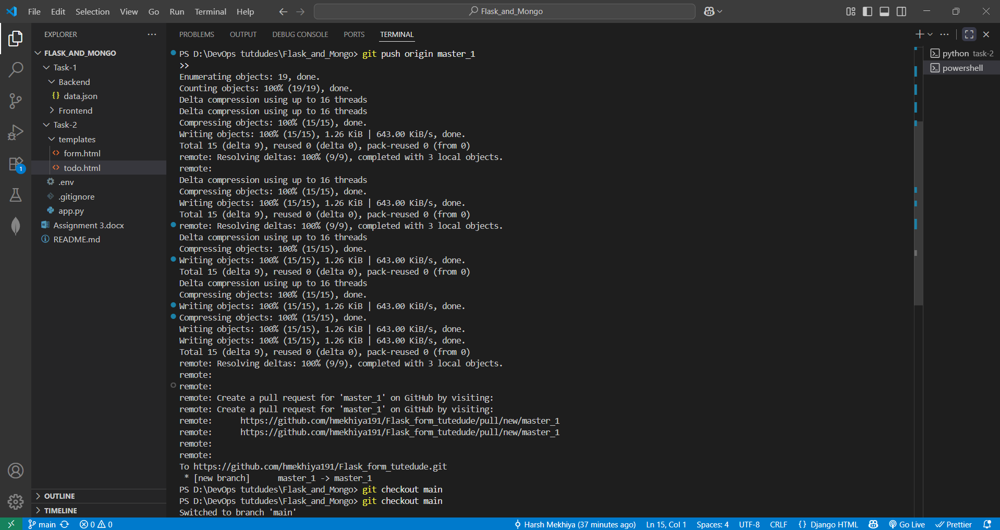 File Edit Selection View Go Run Terminal Help
Flask_and_Mongo
EXPLORER
FLASK_AND_MONGO
Task-1
Backend
{} data.json
Frontend
Task-2
templates
<> form.html
<> todo.html
.env
.gitignore
app.py
Assignment 3.docx
README.md
OUTLINE
TIMELINE
1
PROBLEMS OUTPUT DEBUG CONSOLE PORTS TERMINAL
PS D:\DevOps tutdudes\Flask_and_Mongo> git push origin master_1
>>
Enumerating objects: 19, done.
Counting objects: 100% (19/19), done.
Delta compression using up to 16 threads
Delta compression using up to 16 threads
Compressing objects: 100% (15/15), done.
Writing objects: 100% (15/15), 1.26 KiB | 643.00 KiB/s, done.
Total 15 (delta 9), reused 0 (delta 0), pack-reused 0 (from 0)
remote: Resolving deltas: 100% (9/9), completed with 3 local objects.
remote:
Delta compression using up to 16 threads
Compressing objects: 100% (15/15), done.
Writing objects: 100% (15/15), 1.26 KiB | 643.00 KiB/s, done.
Total 15 (delta 9), reused 0 (delta 0), pack-reused 0 (from 0)
remote: Resolving deltas: 100% (9/9), completed with 3 local objects.
Delta compression using up to 16 threads
Compressing objects: 100% (15/15), done.
Writing objects: 100% (15/15), 1.26 KiB | 643.00 KiB/s, done.
Total 15 (delta 9), reused 0 (delta 0), pack-reused 0 (from 0)
Delta compression using up to 16 threads
Compressing objects: 100% (15/15), done.
Writing objects: 100% (15/15), 1.26 KiB | 643.00 KiB/s, done.
Compressing objects: 100% (15/15), done.
Writing objects: 100% (15/15), 1.26 KiB | 643.00 KiB/s, done.
Writing objects: 100% (15/15), 1.26 KiB | 643.00 KiB/s, done.
Total 15 (delta 9), reused 0 (delta 0), pack-reused 0 (from 0)
remote: Resolving deltas: 100% (9/9), completed with 3 local objects.
remote:
remote:
remote: Create a pull request for 'master_1' on GitHub by visiting:
remote: Create a pull request for 'master_1' on GitHub by visiting:
remote:      https://github.com/hmekhiya191/Flask_form_tutedude/pull/new/master_1
remote:      https://github.com/hmekhiya191/Flask_form_tutedude/pull/new/master_1
remote:
remote:
To https://github.com/hmekhiya191/Flask_form_tutedude.git
 * [new branch]      master_1 -> master_1
PS D:\DevOps tutdudes\Flask_and_Mongo> git checkout main
PS D:\DevOps tutdudes\Flask_and_Mongo> git checkout main
Switched to branch 'main'
python task-2
powershell
main 0 0 Harsh Mekhiya (37 minutes ago) Ln 15, Col 1 Spaces: 4 UTF-8 CRLF {} Django HTML Go Live Prettier